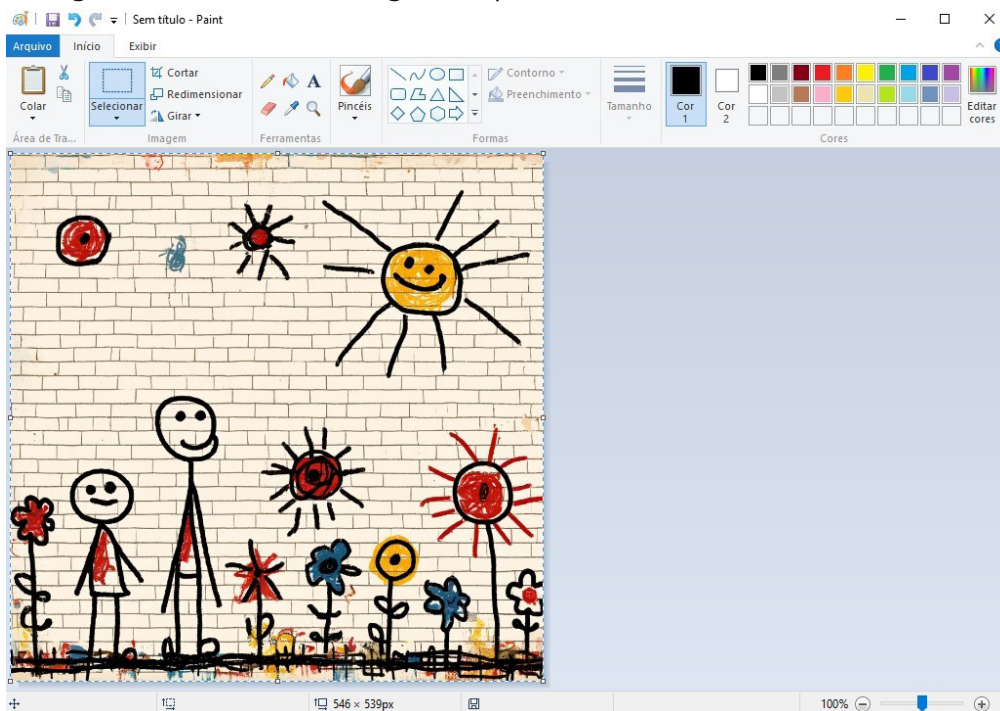 Sem título - Paint
Arquivo Início Exibir
Colar
Selecionar
Cortar
Redimensionar
Girar
A
Pincéis
Contorno
Preenchimento
Tamanho
Cor 1
Cor 2
Editar cores
Área de Tra... Imagem Ferramentas Formas Cores
546 × 539px 100%